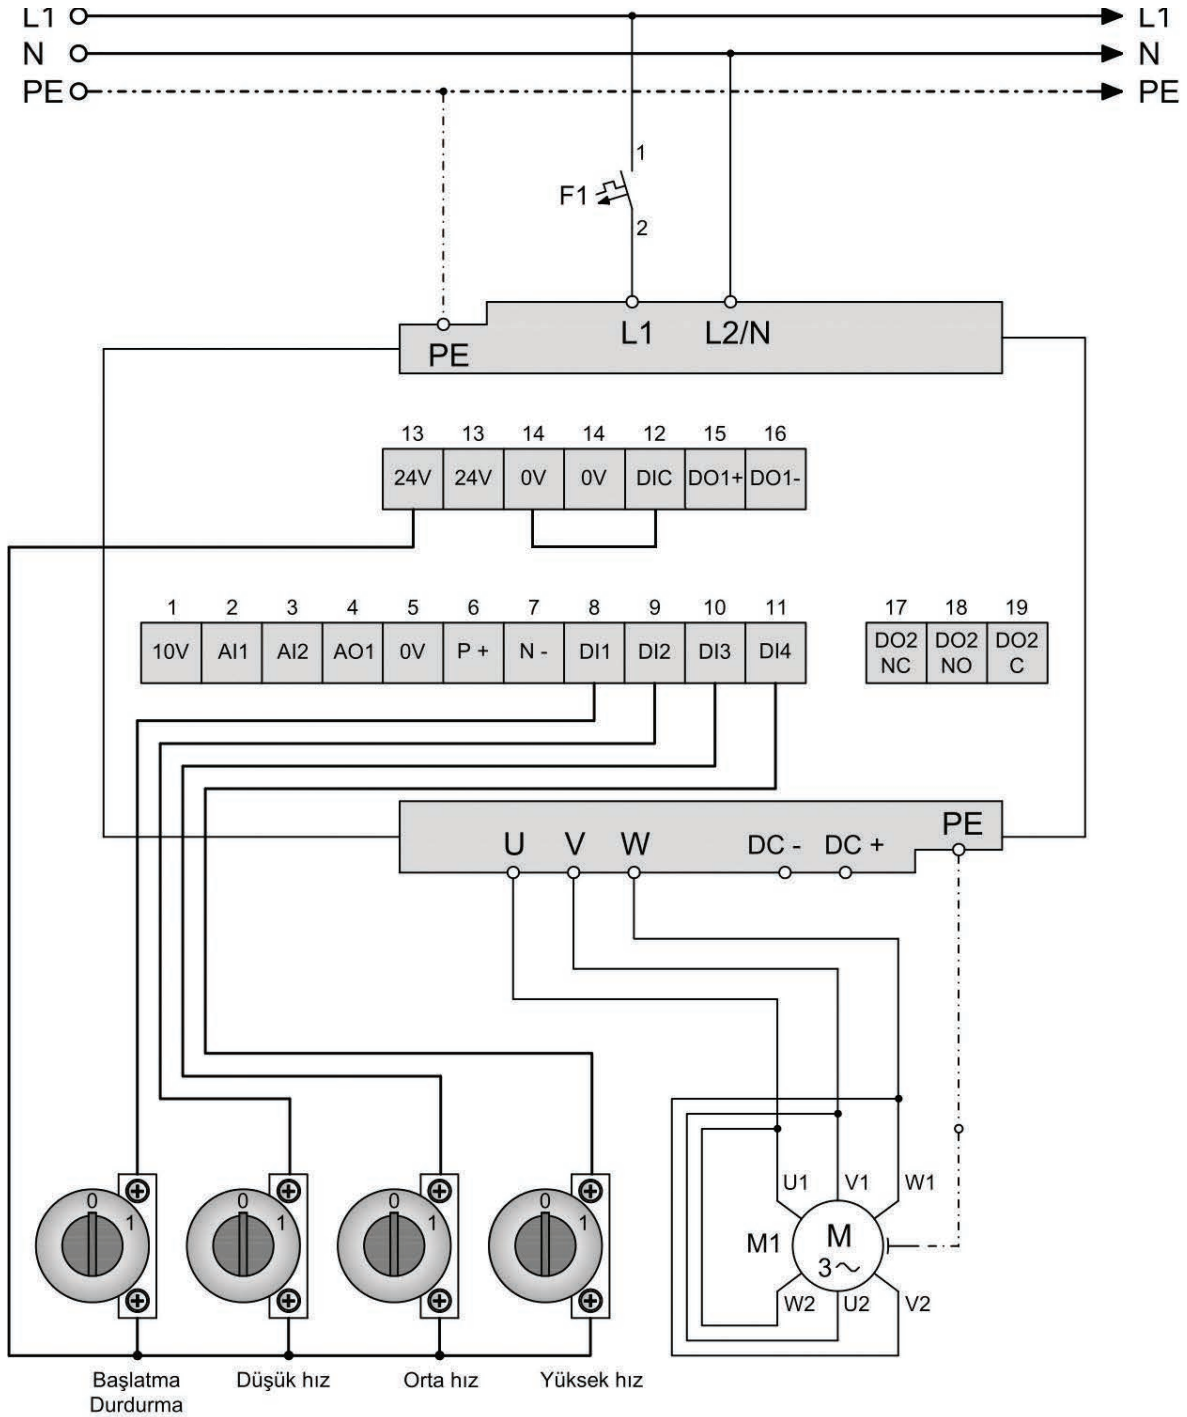 L1 L1
N N
PE PE
1
F1
2
L1 L2/N
PE
13 13 14 14 12 15 16
24V 24V 0V 0V DIC DO1+ DO1-
1 2 3 4 5 6 7 8 9 10 11 17 18 19
10V AI1 AI2 AO1 0V P + N - DI1 DI2 DI3 DI4 DO2 DO2 DO2
NC NO C
PE
U V W DC - DC +
U1 V1 W1
0 0 0 0
1 1 1 1
M1 M
3~
W2 U2 V2
Başlatma Düşük hız Orta hız Yüksek hız
Durdurma